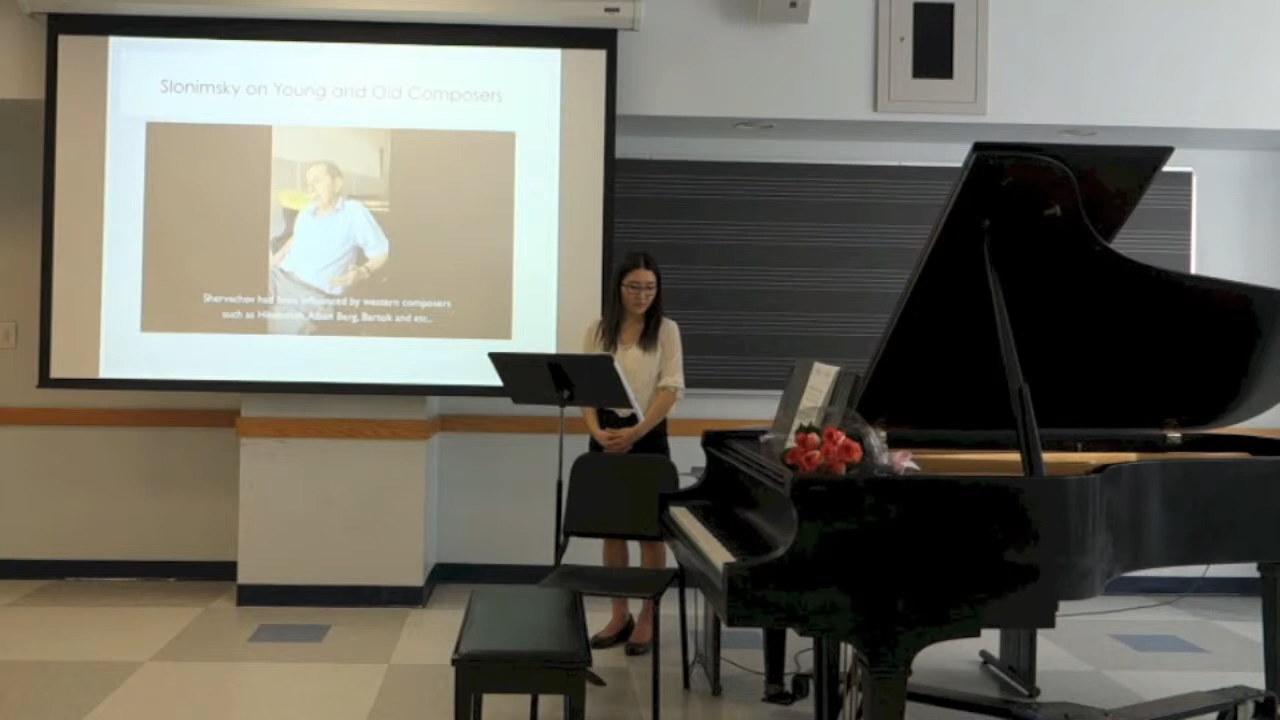 Slonimsky on Young and Old Composers
Shervachov had been influenced by western composers
such as Hindemith, Alban Berg, Bartok and etc...